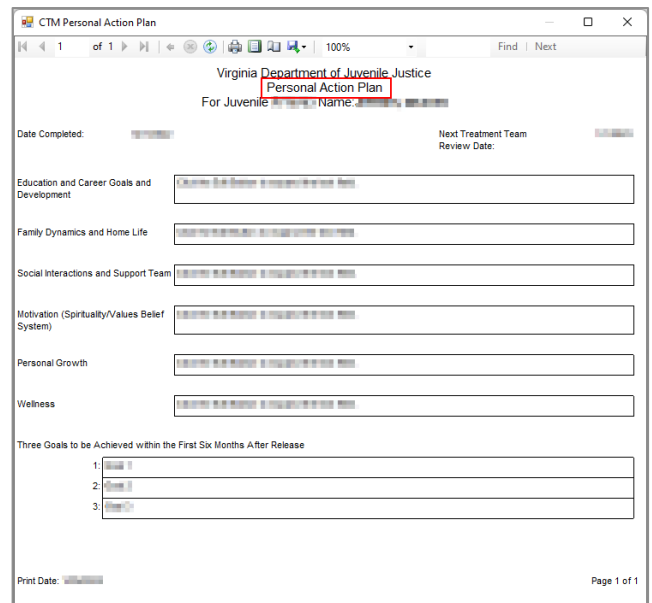 CTM Personal Action Plan
1 of 1 100% Find | Next
Virginia Department of Juvenile Justice
Personal Action Plan
For Juvenile Name:
Date Completed:
Next Treatment Team
Review Date:
Education and Career Goals and
Development
Family Dynamics and Home Life
Social Interactions and Support Team
Motivation (Spirituality/Values Belief
System)
Personal Growth
Wellness
Three Goals to be Achieved within the First Six Months After Release
1:
2:
3:
Print Date:
Page 1 of 1